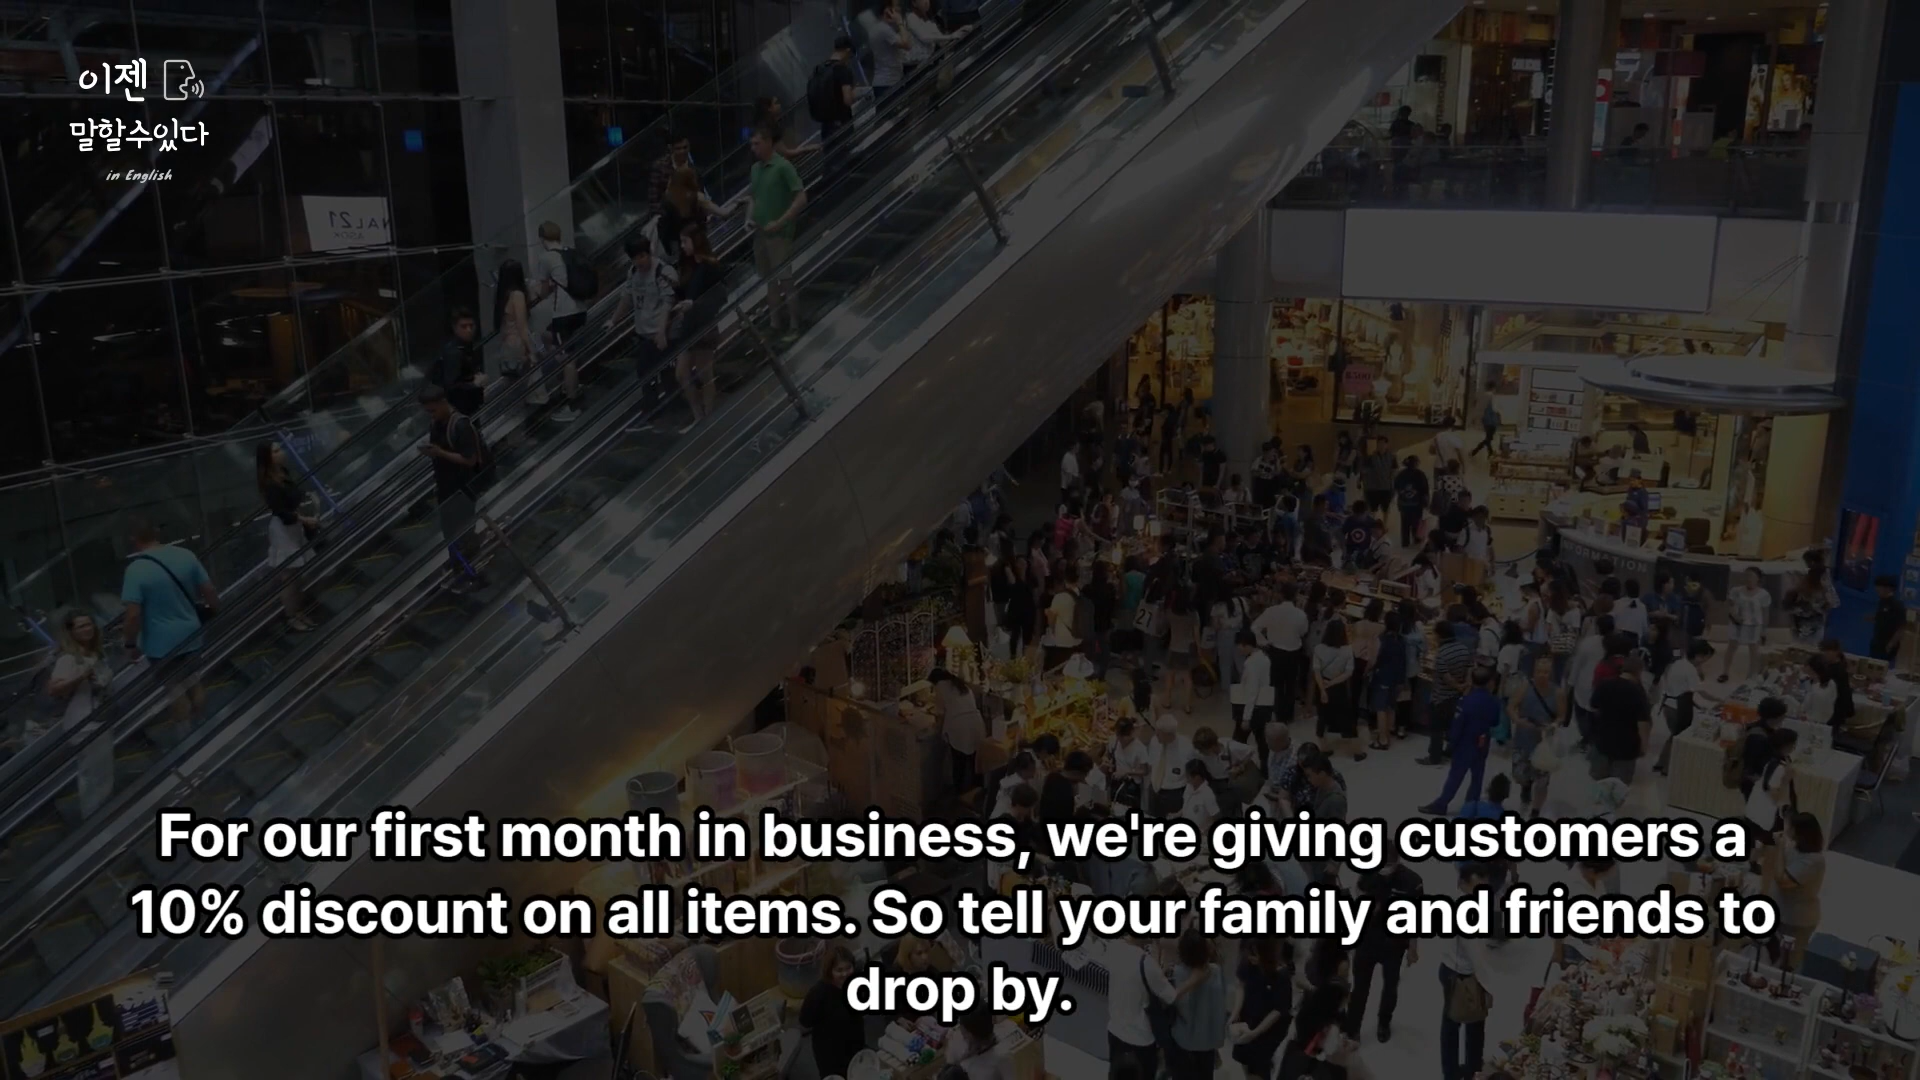 이젠
말할수있다
in English
For our first month in business, we're giving customers a
10% discount on all items. So tell your family and friends to
drop by.